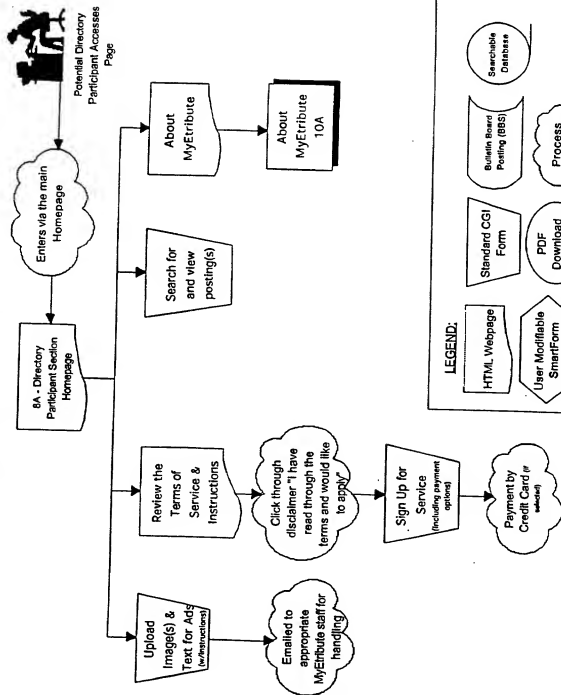 Potential Directory
Participant Accesses
Page
Enters via the main
Homepage
8A - Directory
Participant Section
Homepage
Upload
Image(s) &
Text for Ads
(w/Instructions)
Emailed to
appropriate
MyEtribute staff for
handling
Review the
Terms of
Service &
Instructions
Click through
disclaimer "I have
read through the
terms and would like
to apply"
Sign Up for
Service
(including payment
options)
Payment by
Credit Card (if
selected)
Search for
and view
posting(s)
About
MyEtribute
About
MyEtribute
10A
LEGEND:
HTML Webpage
Standard CGI
Form
Bulletin Board
Posting (BBS)
Searchable
Database
User Modifiable
SmartForm
PDF
Download
Process